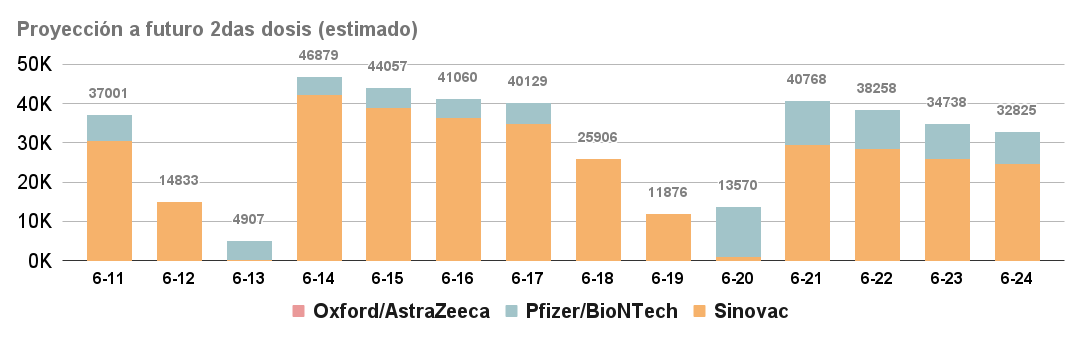 Proyección a futuro 2das dosis (estimado)
50K
40K
30K
20K
10K
0K
37001
14833
4907
46879
44057
41060
40129
25906
11876
13570
40768
38258
34738
32825
6-11 6-12 6-13 6-14 6-15 6-16 6-17 6-18 6-19 6-20 6-21 6-22 6-23 6-24
Oxford/AstraZeeca Pfizer/BioNTech Sinovac